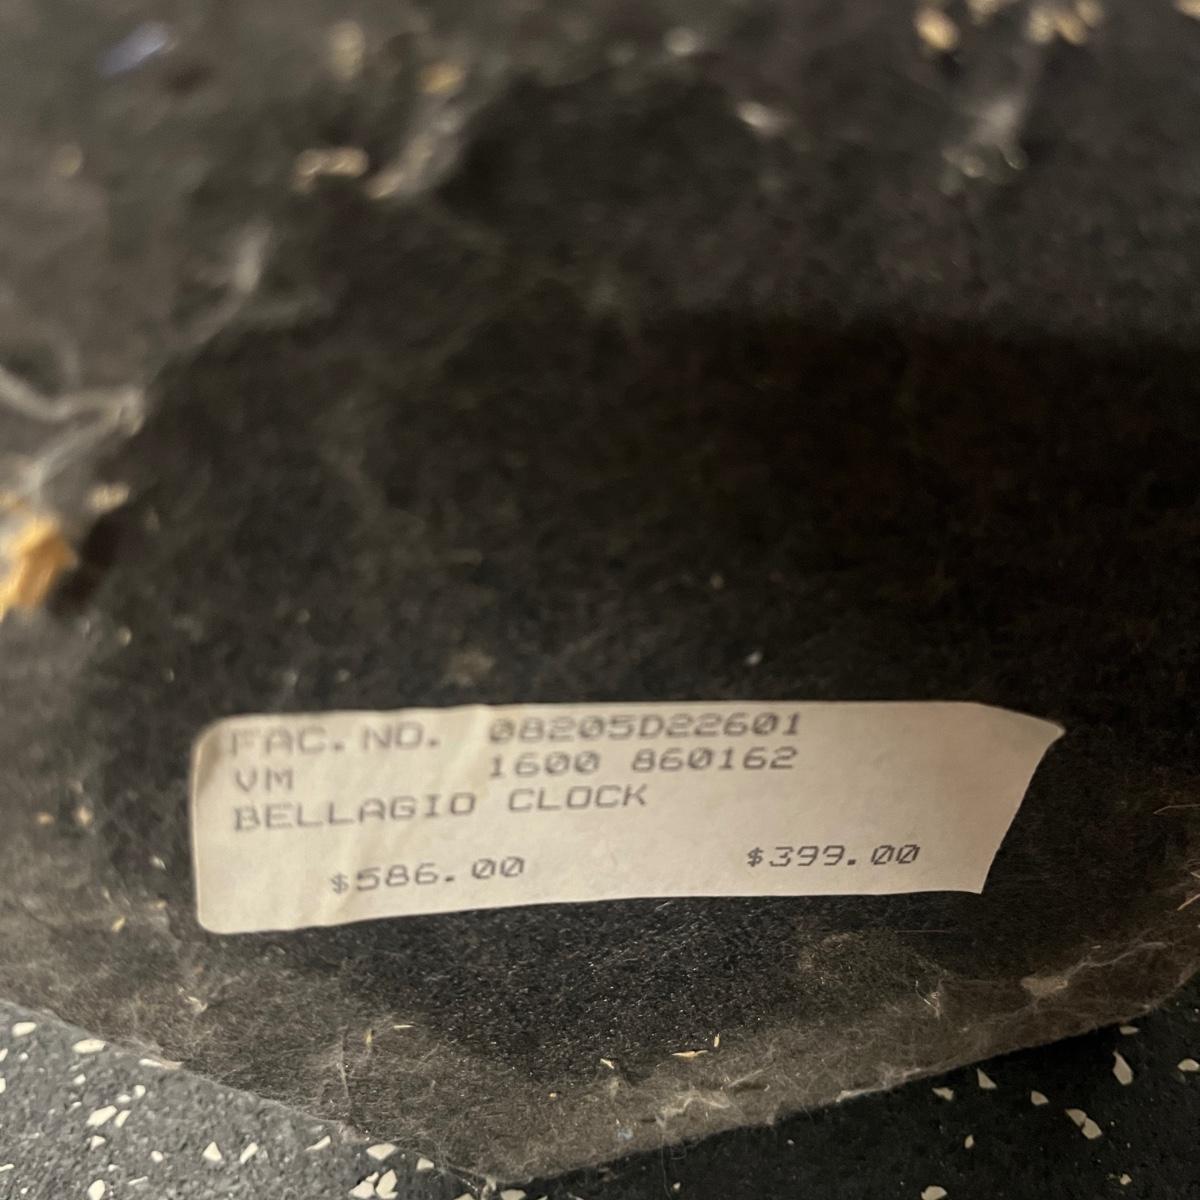 FAC. NO. 08205D22601
VM 1600 860162
BELLAGIO CLOCK
$586.00 $399.00